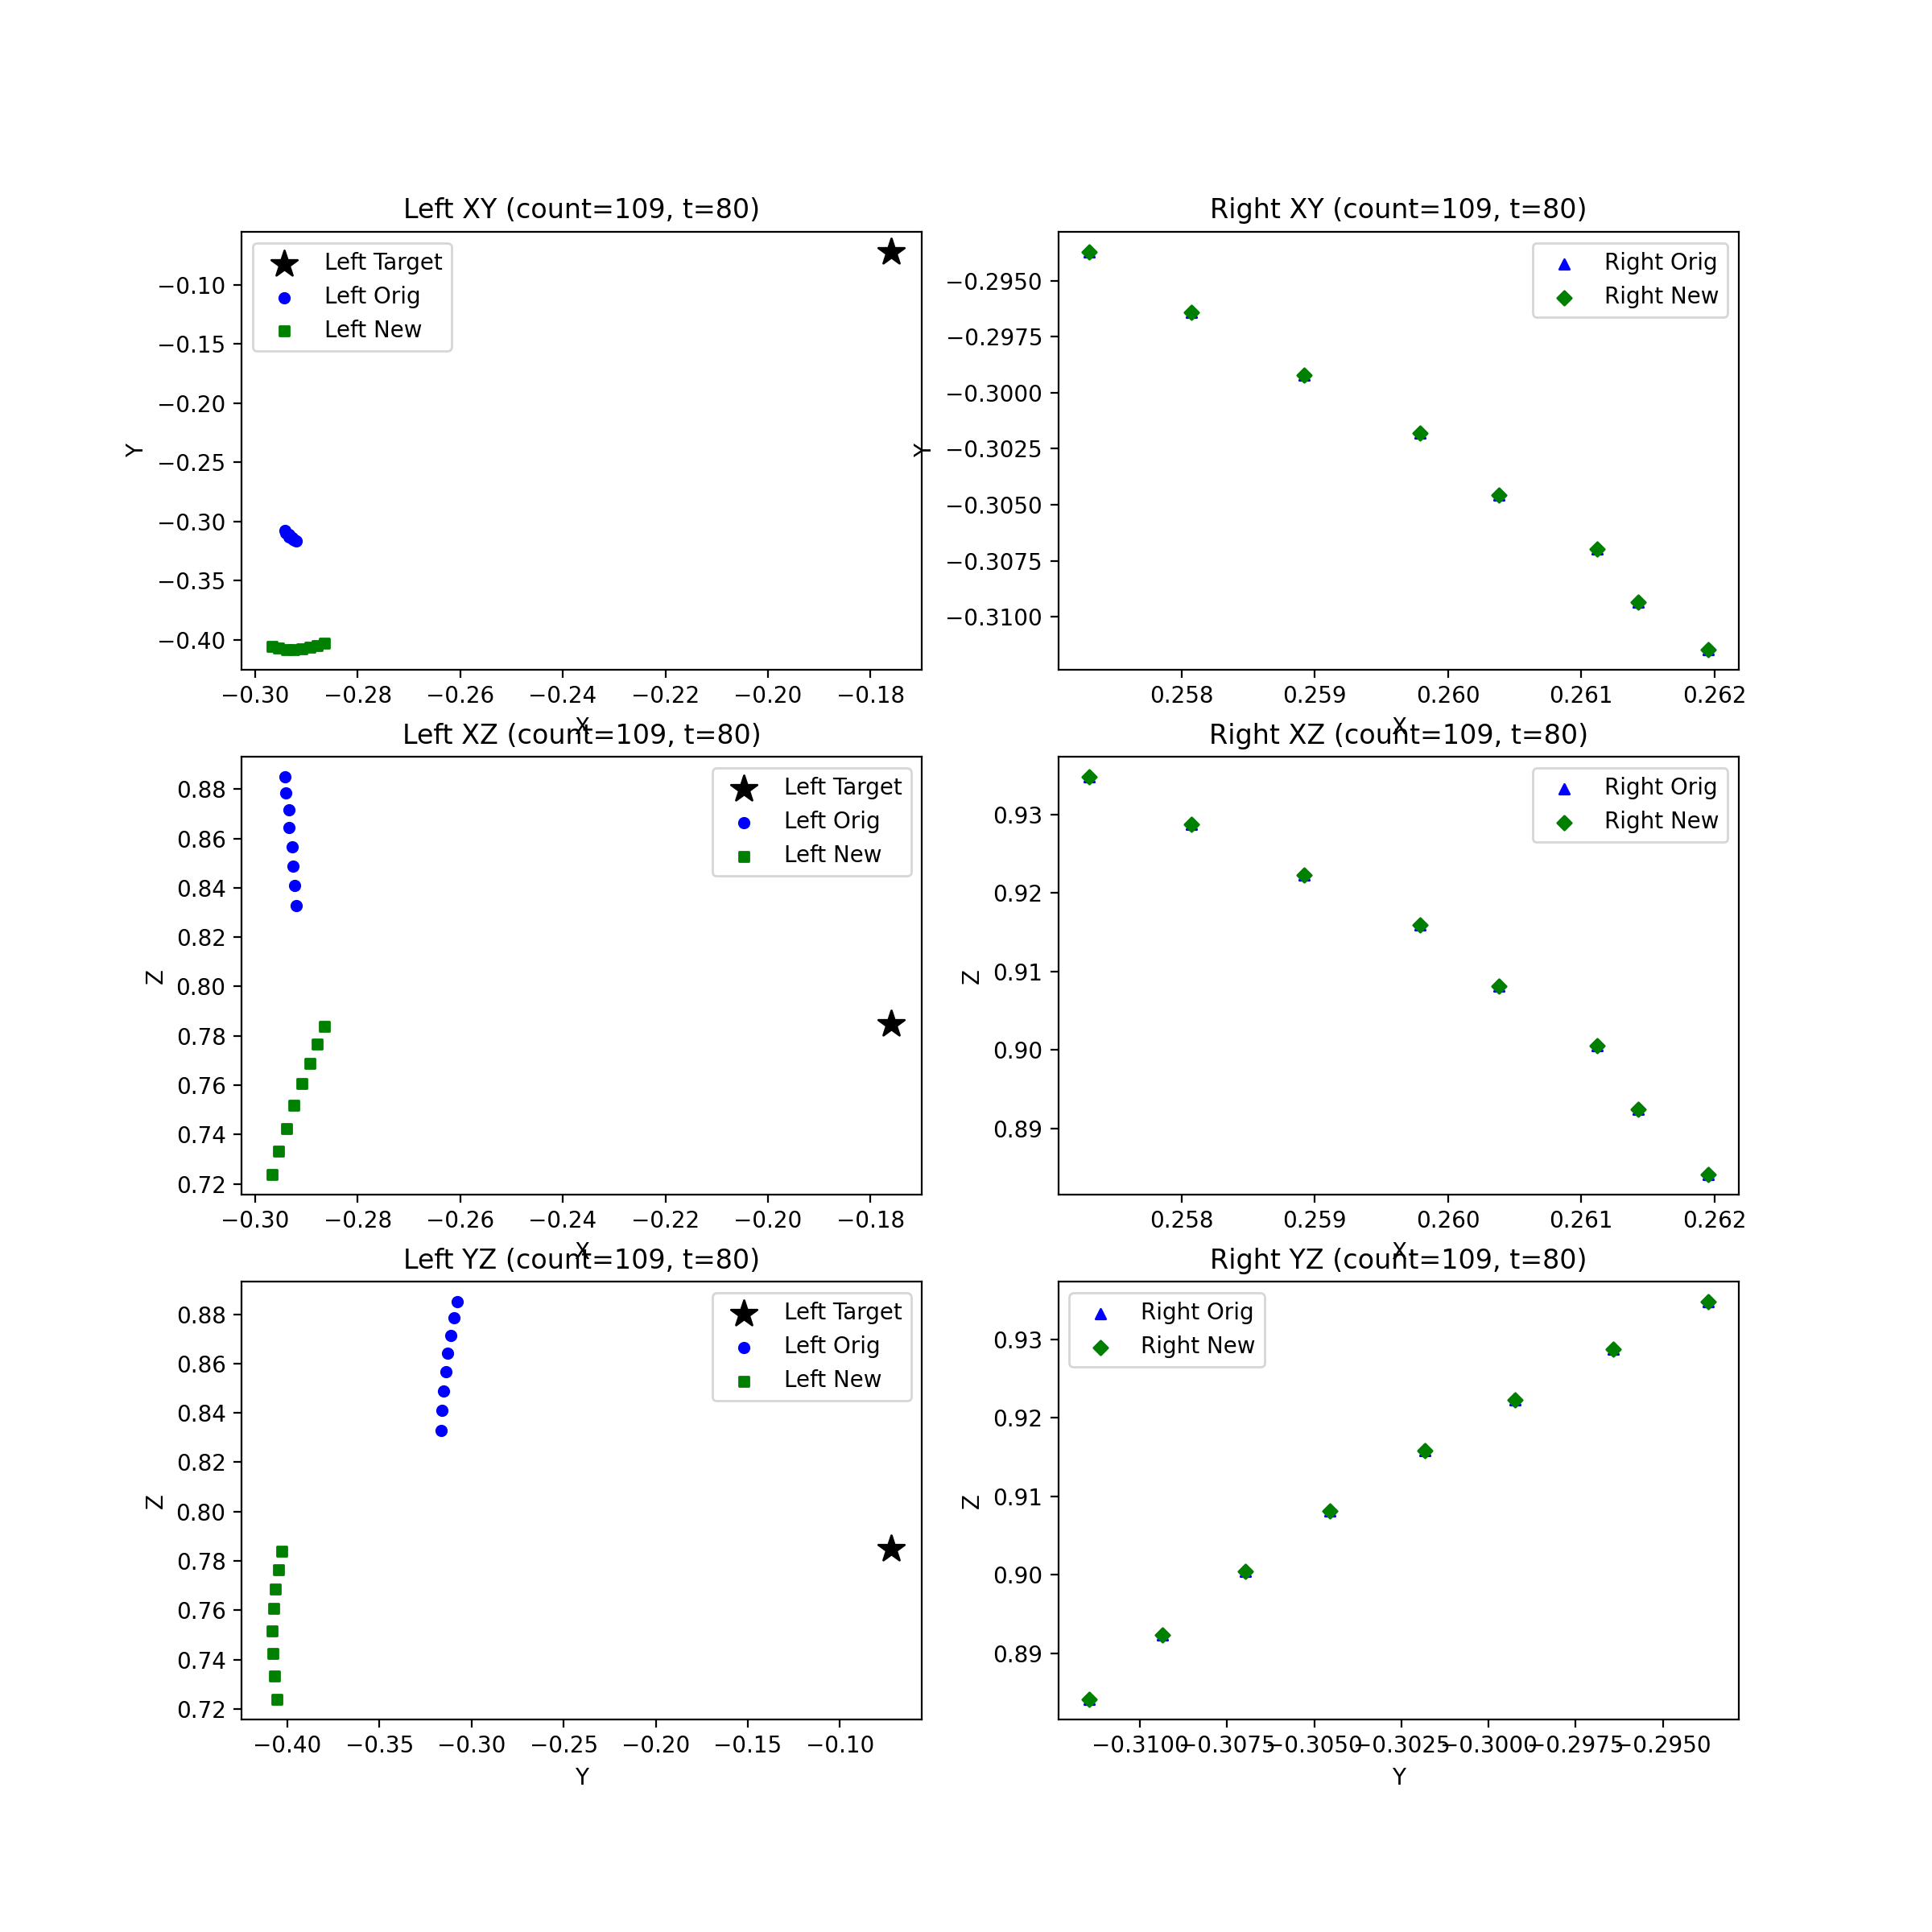 Left XY (count=109, t=80)
Left Target
Left Orig
Left New
−0.10
−0.15
−0.20
−0.25
−0.30
−0.35
−0.40
Y
−0.30 −0.28 −0.26 −0.24 −0.22 −0.20 −0.18
X
Right XY (count=109, t=80)
Right Orig
Right New
−0.2950
−0.2975
−0.3000
−0.3025
−0.3050
−0.3075
−0.3100
Y
0.258 0.259 0.260 0.261 0.262
X
Left XZ (count=109, t=80)
Left Target
Left Orig
Left New
0.88
0.86
0.84
0.82
0.80
0.78
0.76
0.74
0.72
Z
−0.30 −0.28 −0.26 −0.24 −0.22 −0.20 −0.18
X
Right XZ (count=109, t=80)
Right Orig
Right New
0.93
0.92
0.91
0.90
0.89
Z
0.258 0.259 0.260 0.261 0.262
X
Left YZ (count=109, t=80)
Left Target
Left Orig
Left New
0.88
0.86
0.84
0.82
0.80
0.78
0.76
0.74
0.72
Z
−0.40 −0.35 −0.30 −0.25 −0.20 −0.15 −0.10
Y
Right YZ (count=109, t=80)
Right Orig
Right New
0.93
0.92
0.91
0.90
0.89
Z
−0.3100 −0.3075 −0.3050 −0.3025 −0.3000 −0.2975 −0.2950
Y